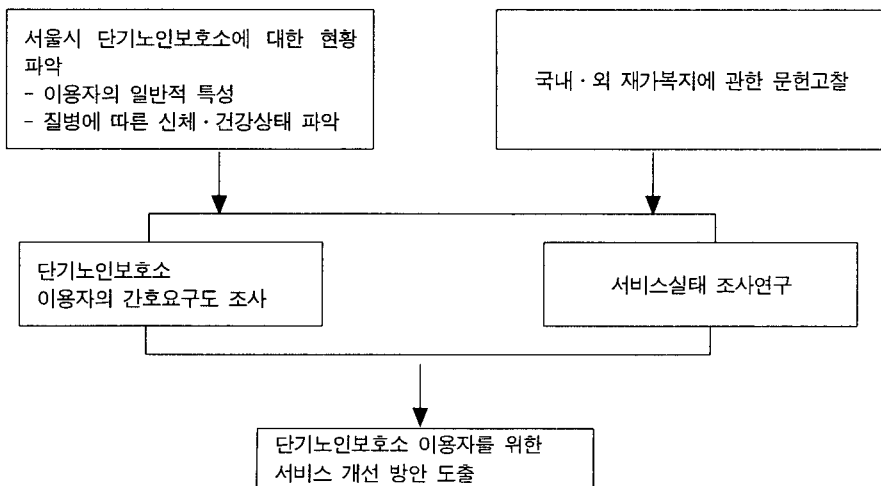 서울시 단기노인보호소에 대한 현황
파악
- 이용자의 일반적 특성
- 질병에 따른 신체·건강상태 파악
국내·외 재가복지에 관한 문헌고찰
단기노인보호소
이용자의 간호요구도 조사
서비스실태 조사연구
단기노인보호소 이용자를 위한
서비스 개선 방안 도출